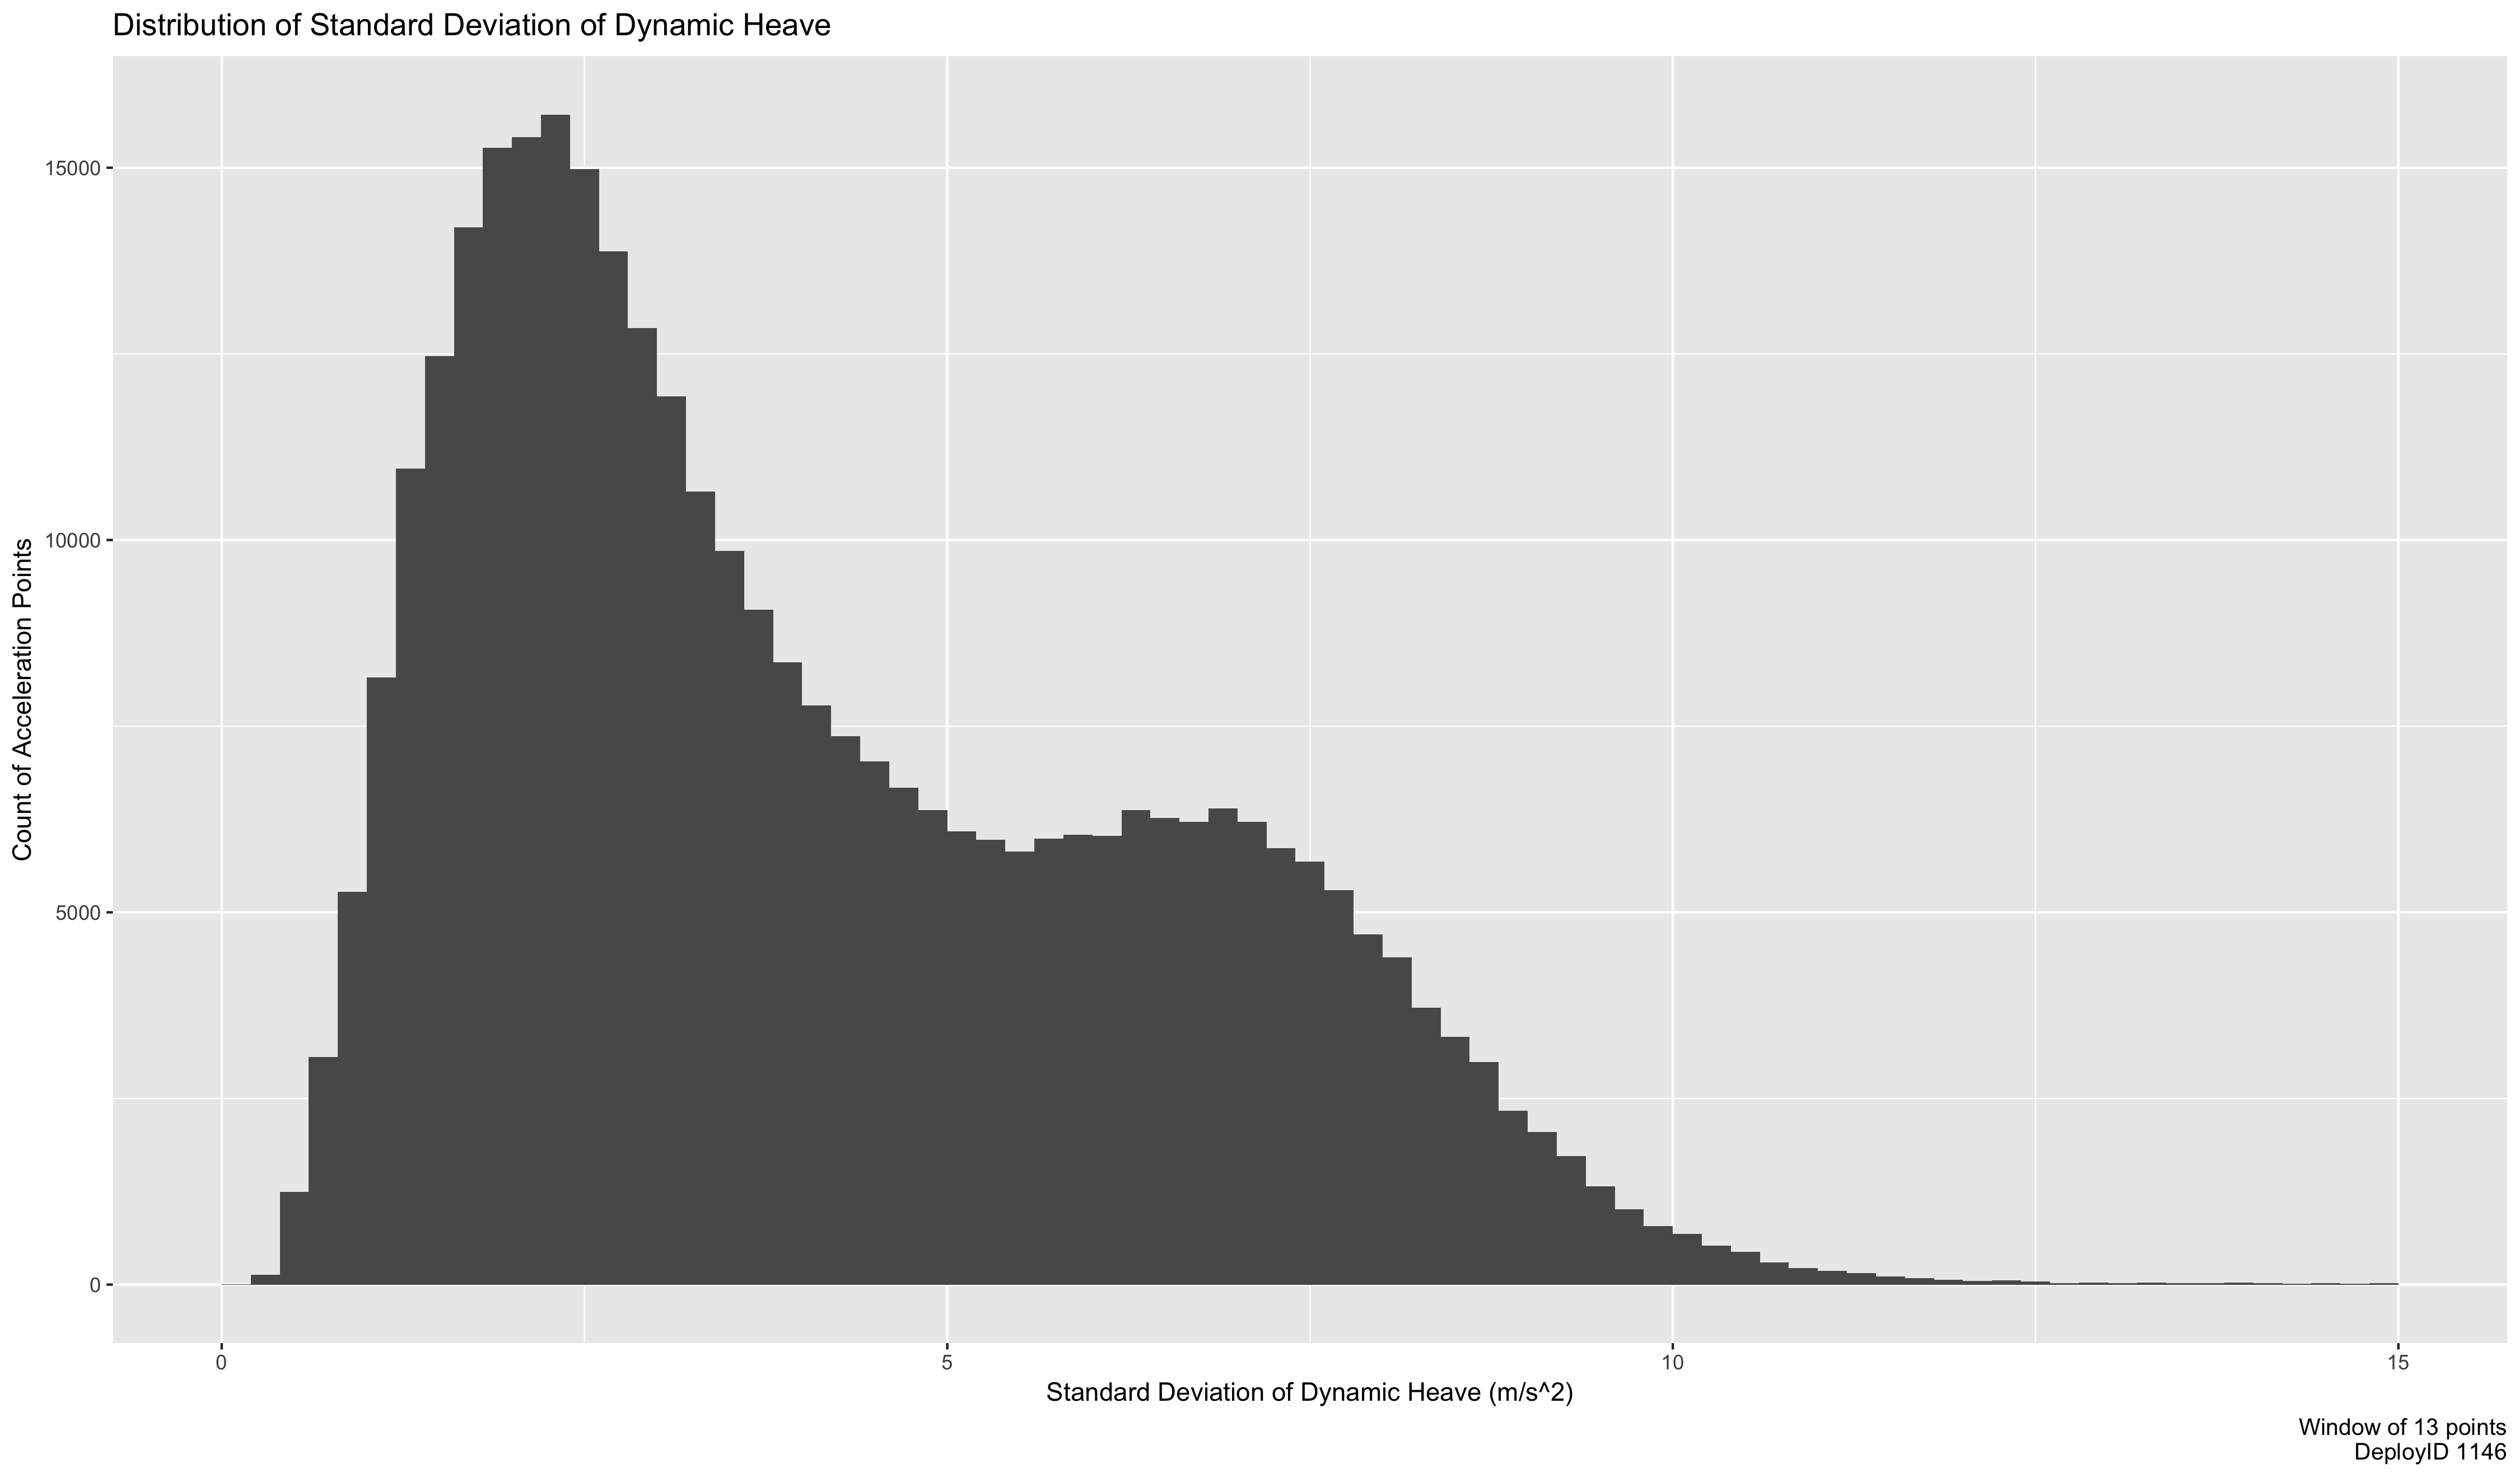 Distribution of Standard Deviation of Dynamic Heave
Count of Acceleration Points
15000
10000
5000
0
0
5
10
15
Standard Deviation of Dynamic Heave (m/s^2)
Window of 13 points
DeployID 1146